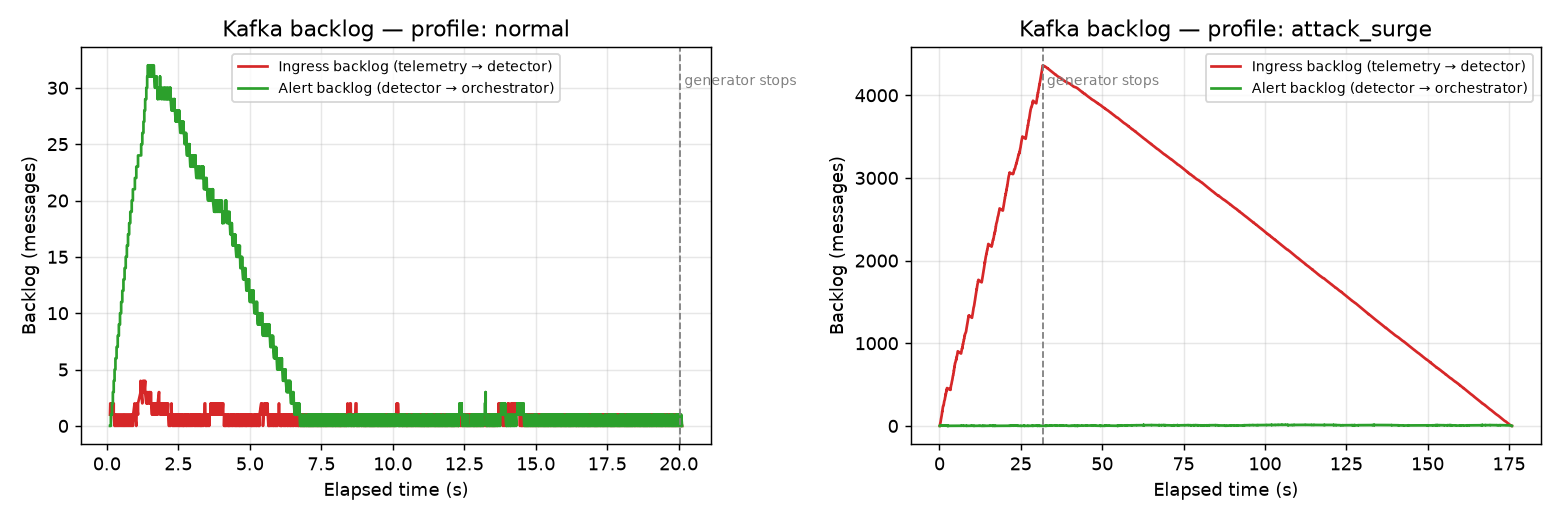 Kafka backlog — profile: normal
Ingress backlog (telemetry → detector)
Alert backlog (detector → orchestrator)
generator stops
Backlog (messages)
30
25
20
15
10
5
0
0.0 2.5 5.0 7.5 10.0 12.5 15.0 17.5 20.0
Elapsed time (s)
Kafka backlog — profile: attack_surge
Ingress backlog (telemetry → detector)
Alert backlog (detector → orchestrator)
generator stops
Backlog (messages)
4000
3000
2000
1000
0
0 25 50 75 100 125 150 175
Elapsed time (s)